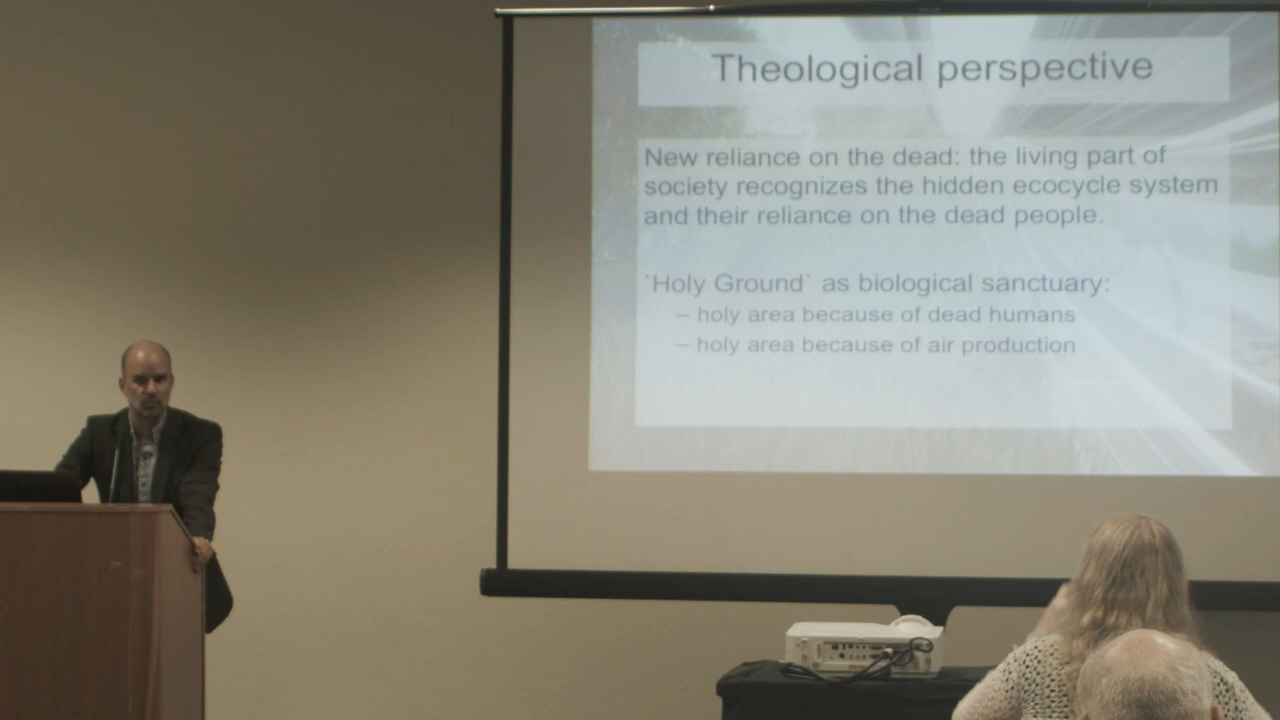 Theological perspective
New reliance on the dead: the living part of
society recognizes the hidden ecocycle system
and their reliance on the dead people.
`Holy Ground` as biological sanctuary:
– holy area because of dead humans
– holy area because of air production